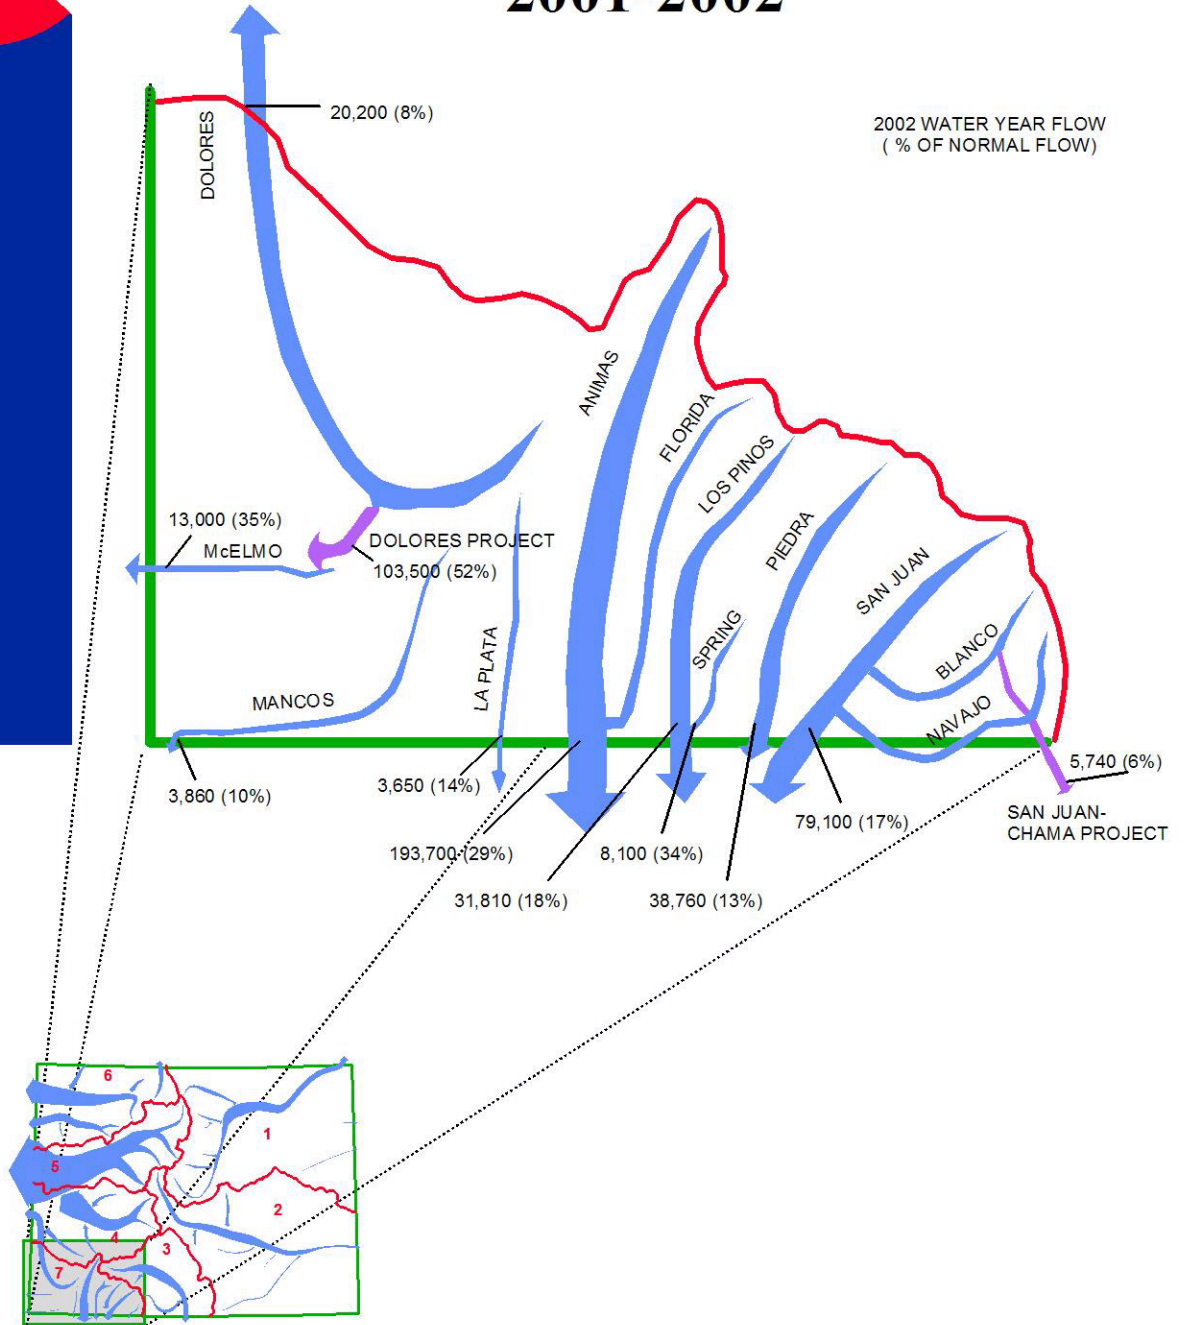 2001-2002
20,200 (8%)
DOLORES
2002 WATER YEAR FLOW
( % OF NORMAL FLOW)
ANIMAS
FLORIDA
LOS PINOS
PIEDRA
SAN JUAN
13,000 (35%)
McELMO
DOLORES PROJECT
103,500 (52%)
SPRING
BLANCO
LA PLATA
MANCOS
NAVAJO
5,740 (6%)
3,650 (14%)
3,860 (10%)
SAN JUAN-
CHAMA PROJECT
79,100 (17%)
193,700 (29%)
8,100 (34%)
31,810 (18%)
38,760 (13%)
6
1
5
2
4
3
7